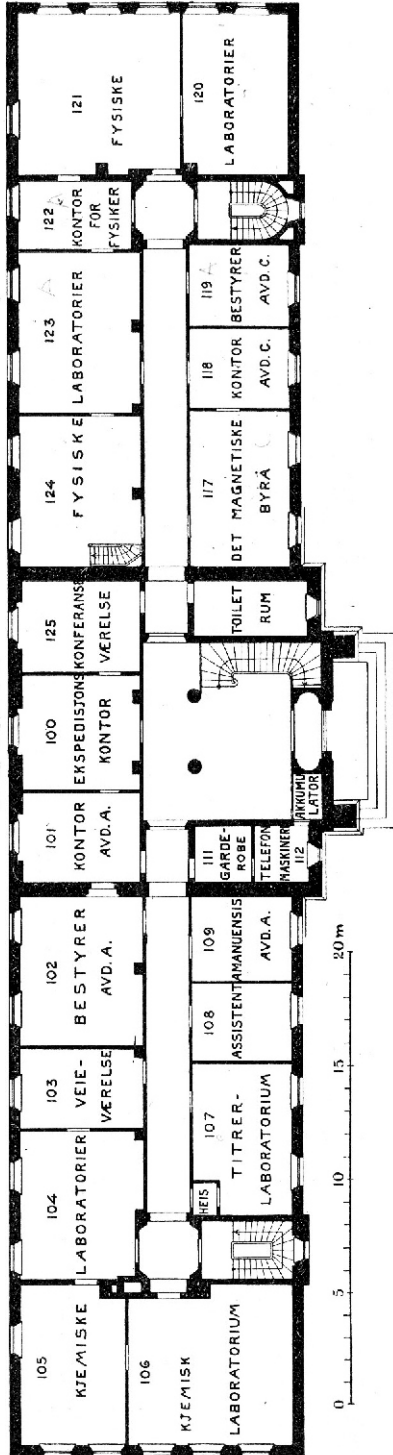 121
FYSISKE
120
LABORATORIER
122
KONTOR
FOR
FYSIKER
123
LABORATORIER
119
BESTYRER
AVD.C.
118
KONTOR
AVD.C.
124
FYSISKE
117
DET MAGNETISKE
BYRÅ
125
KONFERANSE
VÆRELSE
TOILET
RUM
100
EKSPEDISJONS
KONTOR
101
KONTOR
AVD.A.
AKKUMU
LATOR
111
GARDE-
ROBE
TELEFON
MASKINER
112
102
BESTYRER
AVD.A.
109
AMANUENSIS
AVD.A.
108
ASSISTENT
103
VEIE-
VÆRELSE
107
TITRER-
LABORATORIUM
104
LABORATORIER
HEIS
105
KJEMISKE
106
KJEMISK
LABORATORIUM
0 5 10 15 20m